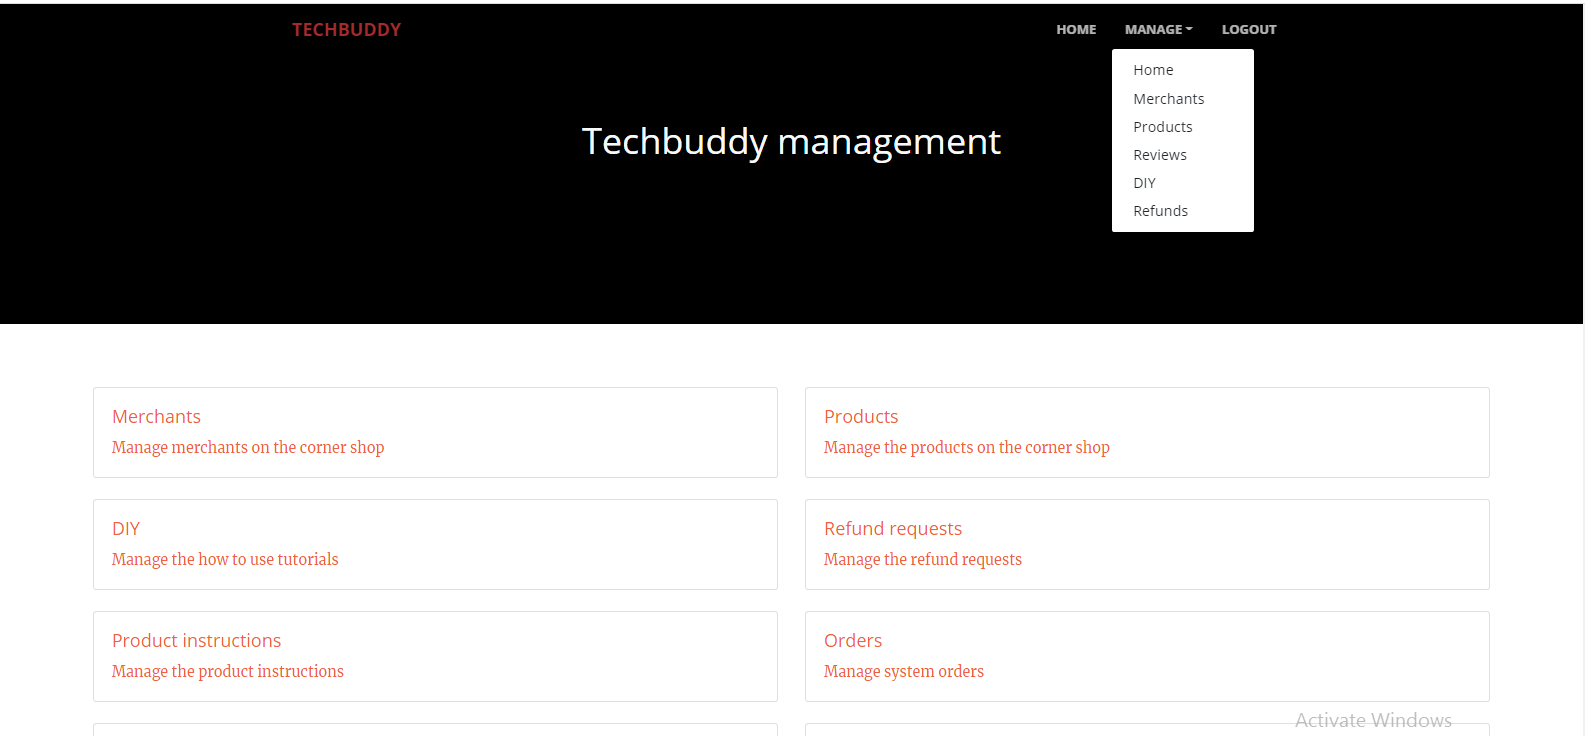 TECHBUDDY
HOME MANAGE LOGOUT
Home
Merchants
Products
Reviews
DIY
Refunds
Techbuddy management
Merchants
Manage merchants on the corner shop
Products
Manage the products on the corner shop
DIY
Manage the how to use tutorials
Refund requests
Manage the refund requests
Product instructions
Manage the product instructions
Orders
Manage system orders
Activate Windows